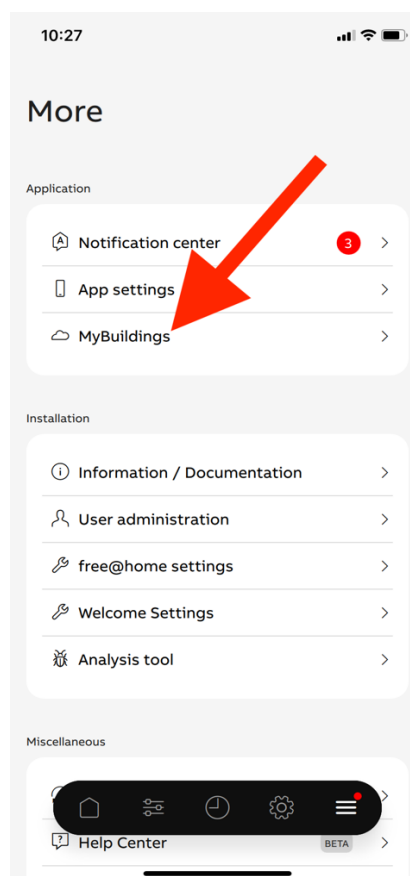 10:27
More
Application
Notification center 3
App settings
MyBuildings
Installation
Information / Documentation
User administration
free@home settings
Welcome Settings
Analysis tool
Miscellaneous
Help Center BETA